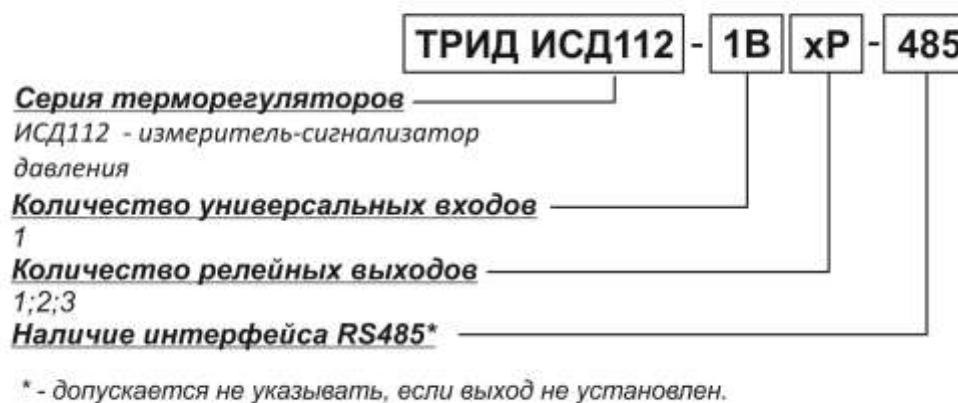 ТРИД ИСД112 - 1В хР - 485
Серия терморегуляторов
ИСД112 - измеритель-сигнализатор
давления
Количество универсальных входов
1
Количество релейных выходов
1;2;3
Наличие интерфейса RS485*
* - допускается не указывать, если выход не установлен.